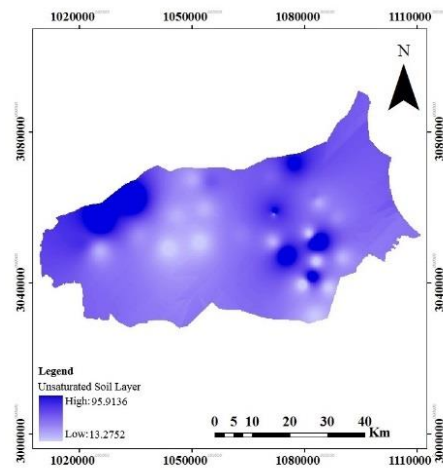 1020000 1050000 1080000 1110000
N
3080000 3080000
3040000 3040000
Legend
Unsaturated Soil Layer
High: 95.9136
Low: 13.2752
0 5 10 20 30 40
Km
3000000 3000000
1020000 1050000 1080000 1110000